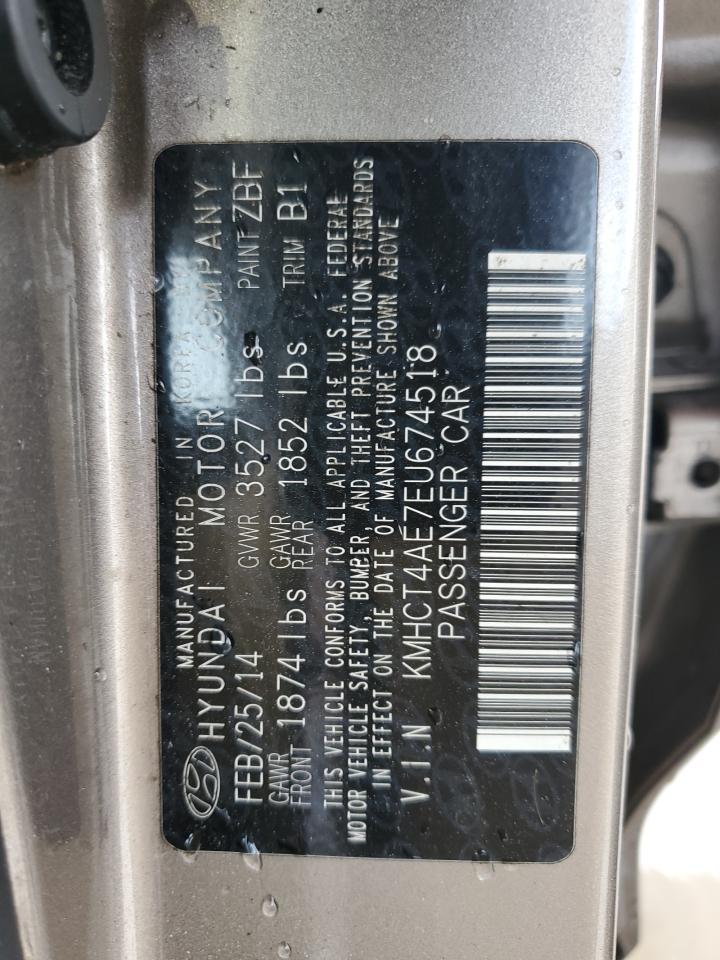 MANUFACTURED IN KOREA BY
HYUNDAI MOTOR COMPANY
FEB/25/14 GVWR 3527 lbs PAINT ZBF
GAWR FRONT 1874 lbs GAWR REAR 1852 lbs TRIM B1
THIS VEHICLE CONFORMS TO ALL APPLICABLE U.S.A. FEDERAL
MOTOR VEHICLE SAFETY, BUMPER, AND THEFT PREVENTION STANDARDS
IN EFFECT ON THE DATE OF MANUFACTURE SHOWN ABOVE
V.I.N KMHCT4AE7EU674518
PASSENGER CAR